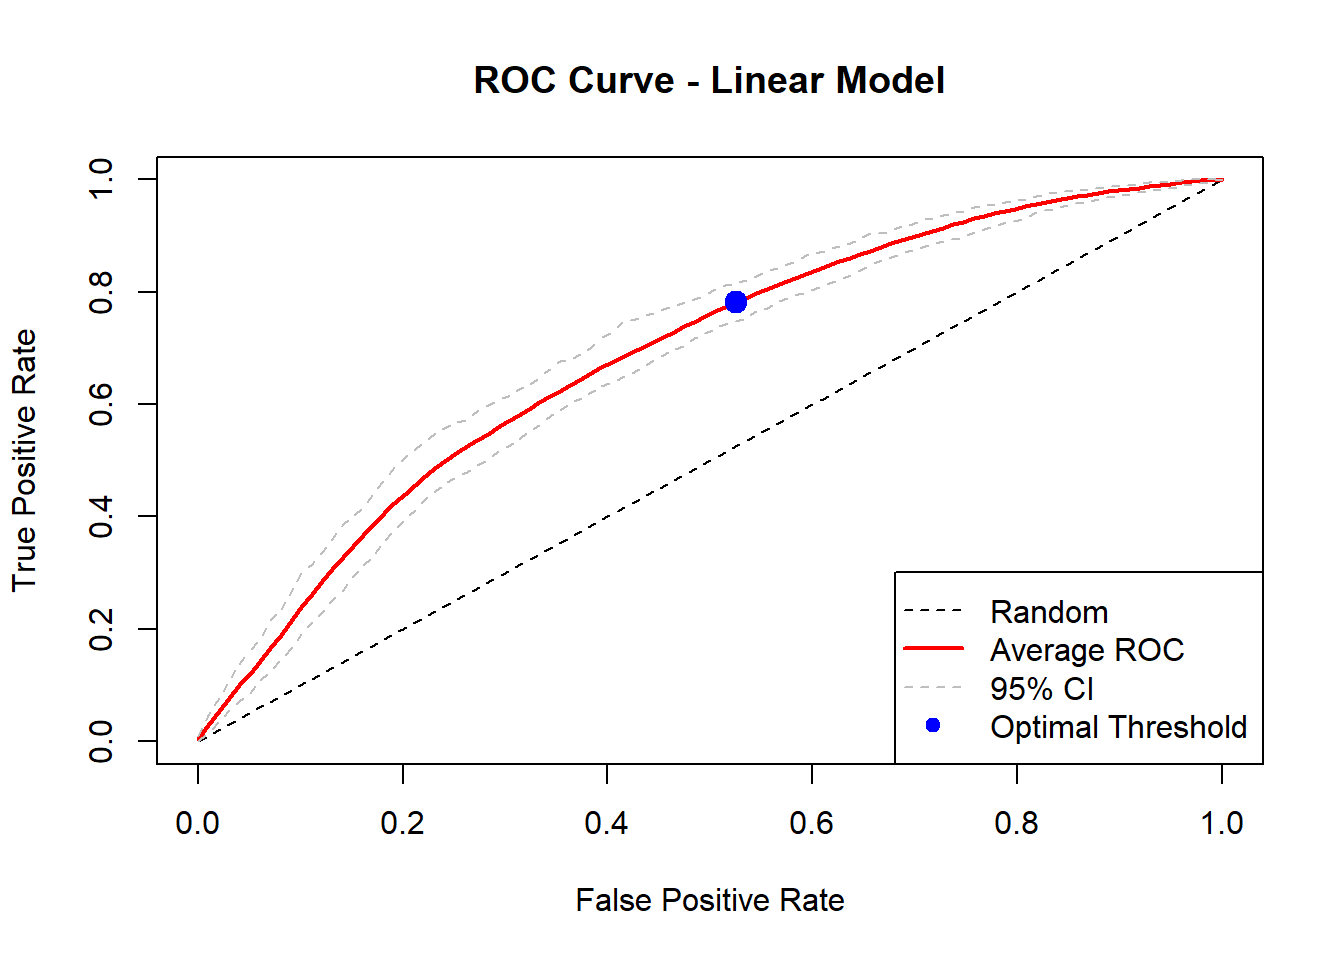 ROC Curve - Linear Model
True Positive Rate
1.0
0.8
0.6
0.4
0.2
0.0
Random
Average ROC
95% CI
Optimal Threshold
0.0 0.2 0.4 0.6 0.8 1.0
False Positive Rate